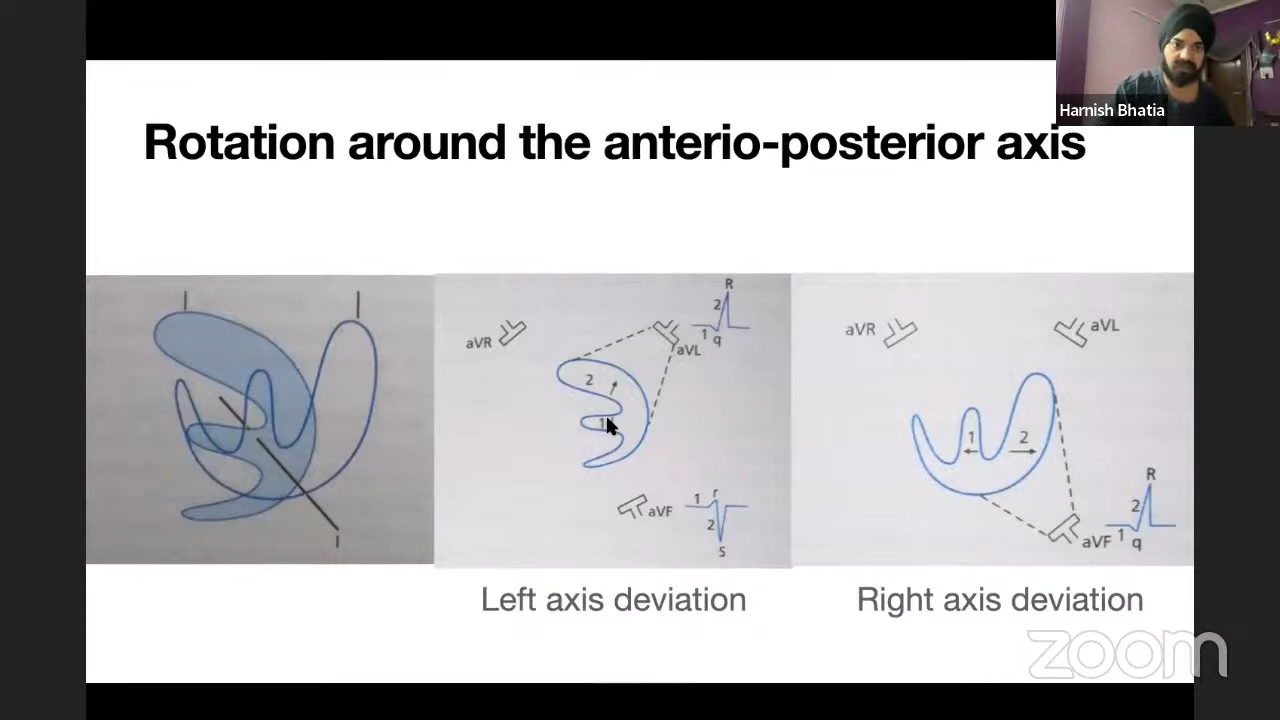 Harnish Bhatia
Rotation around the anterio-posterior axis
R
2
aVR
1 q
aVL
2
1
1 r
aVF
2
S
aVR
aVL
1
2
R
2
aVF 1 q
Left axis deviation
Right axis deviation
zoom